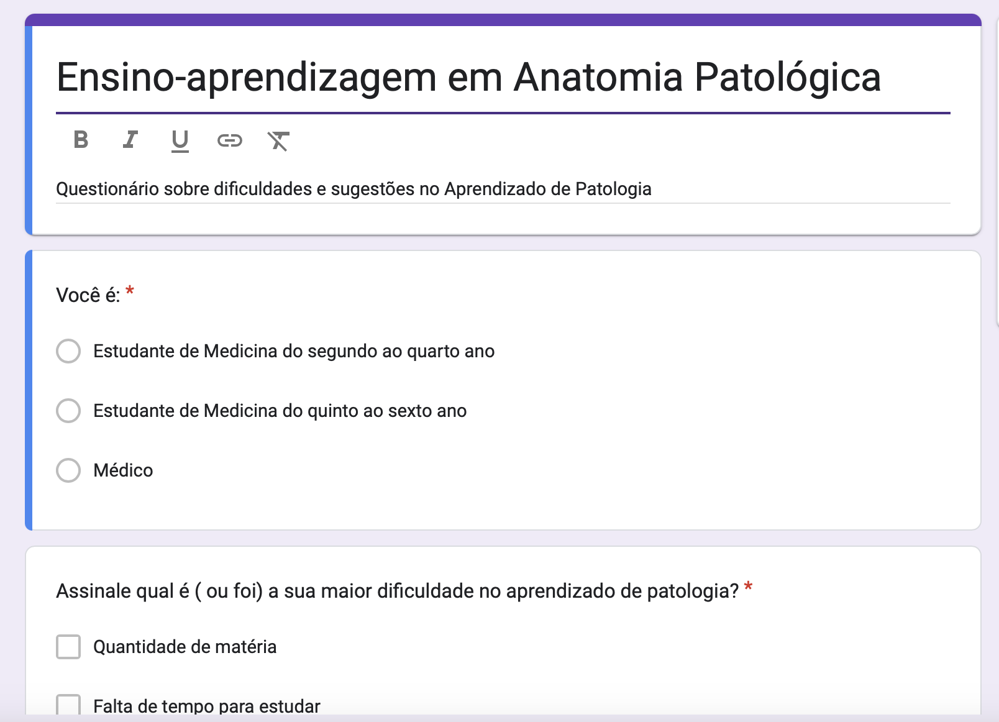 Ensino-aprendizagem em Anatomia Patológica
B I U
Questionário sobre dificuldades e sugestões no Aprendizado de Patologia
Você é: *
Estudante de Medicina do segundo ao quarto ano
Estudante de Medicina do quinto ao sexto ano
Médico
Assinale qual é ( ou foi) a sua maior dificuldade no aprendizado de patologia? *
Quantidade de matéria
Falta de tempo para estudar